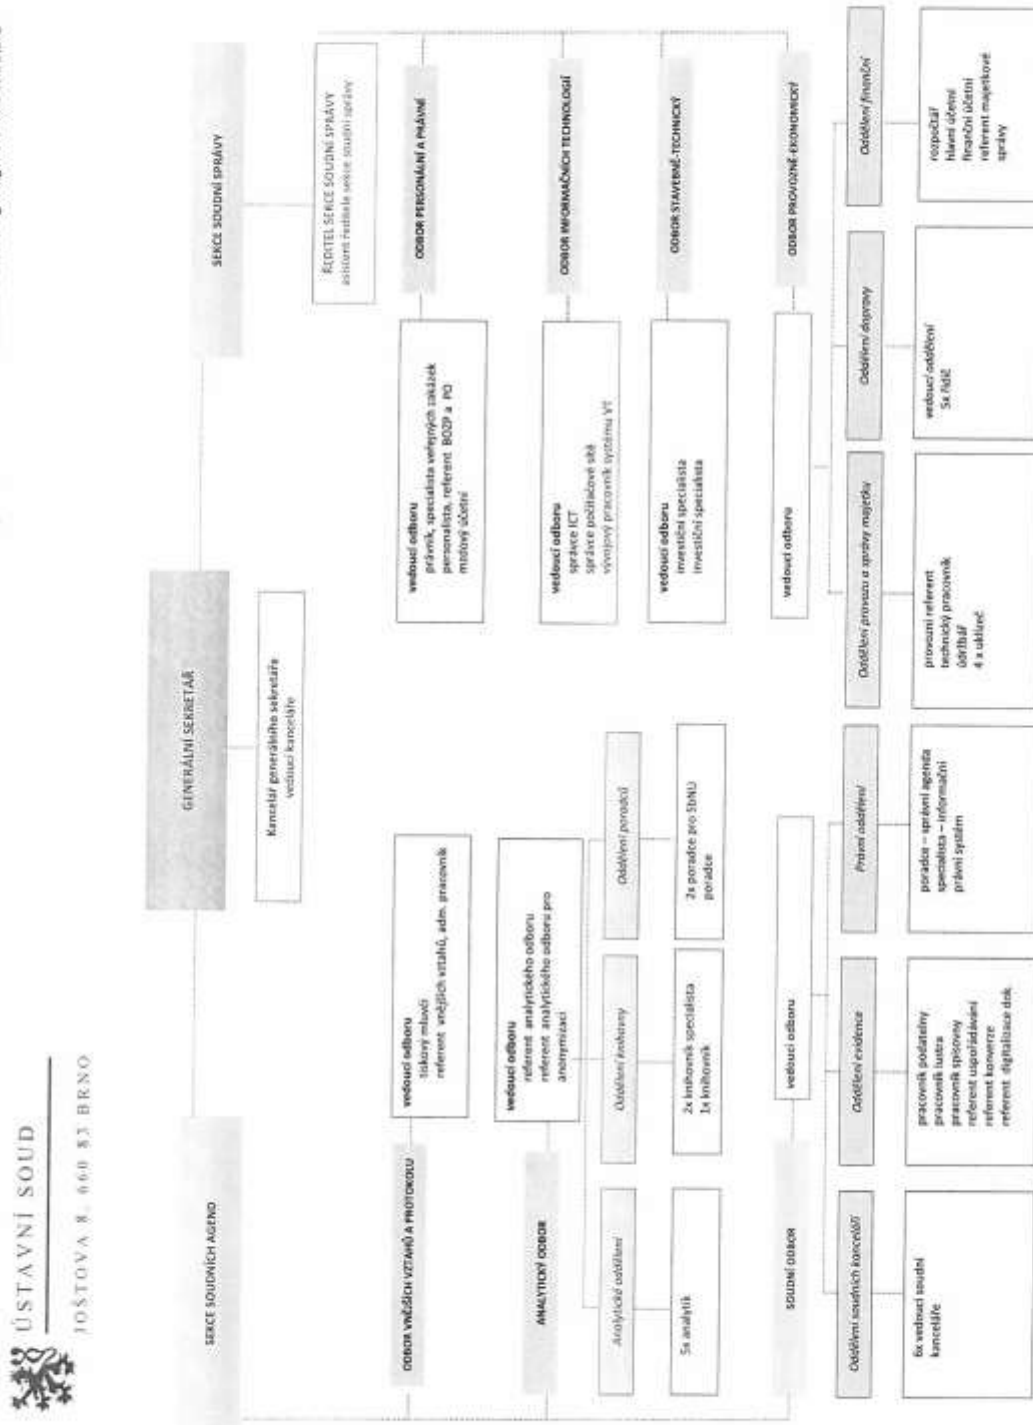 ÚSTAVNÍ SOUD
JOŠTOVA 8, 660 83 BRNO
GENERÁLNÍ SEKRETÁŘ
Kancelář generálního sekretáře
vedoucí kanceláře
SEKCE SOUDNÍCH AGEND
ODBOR VNĚJŠÍCH VZTAHŮ A PROTOKOLU
vedoucí odboru
tiskový mluvčí
referent vnějších vztahů, adm. pracovník
ANALYTICKÝ ODBOR
vedoucí odboru
referent analytického odboru
referent analytického odboru pro
anonymizaci
Analytické oddělení
5x analytik
Oddělení knihovny
2x knihovník specialista
1x knihovník
Oddělení poradců
2x poradce pro SbNU
poradce
SOUDNÍ ODBOR
vedoucí odboru
Oddělení soudních kanceláří
6x vedoucí soudní
kanceláře
Oddělení evidence
pracovník podatelny
pracovník lustra
pracovník spisovny
referent uspořádávání
referent konverze
referent digitalizace dok.
Právní oddělení
poradce – správní agenda
specialista – informační
právní systém
SEKCE SOUDNÍ SPRÁVY
ŘEDITEL SEKCE SOUDNÍ SPRÁVY
asistent ředitele sekce soudní správy
ODBOR PERSONÁLNÍ A PRÁVNÍ
vedoucí odboru
právník, specialista veřejných zakázek
personalista, referent BOZP a PO
mzdový účetní
ODBOR INFORMAČNÍCH TECHNOLOGIÍ
vedoucí odboru
správce ICT
správce počítačové sítě
vývojový pracovník systému VT
ODBOR STAVEBNĚ-TECHNICKÝ
vedoucí odboru
investiční specialista
investiční specialista
ODBOR PROVOZNĚ-EKONOMICKÝ
vedoucí odboru
Oddělení provozu a správy majetku
provozní referent
technický pracovník
údržbář
4 x uklízeč
Oddělení dopravy
vedoucí oddělení
5x řidič
Oddělení finanční
rozpočtář
hlavní účetní
finanční účetní
referent majetkové
správy